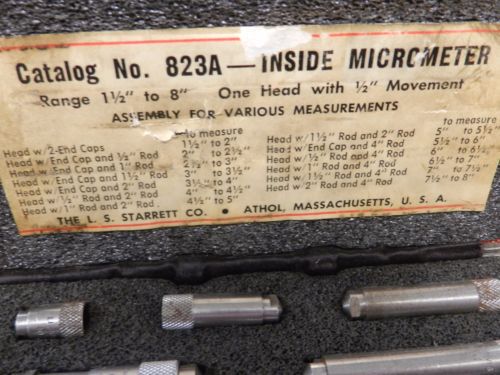 Catalog No. 823A — INSIDE MICROMETER
Range 1½" to 8" One Head with ½" Movement
ASSEMBLY FOR VARIOUS MEASUREMENTS
to measure
Head w/2-End Caps 1½" to 2"
Head w/End Cap and ½" Rod 2" to 2½"
Head w/End Cap and 1" Rod 2½" to 3"
Head w/End Cap and 1½" Rod 3" to 3½"
Head w/End Cap and 2" Rod 3½" to 4"
Head w/½" Rod and 2" Rod 4" to 4½"
Head w/1" Rod and 2" Rod 4½" to 5"
to measure
Head w/1½" Rod and 2" Rod 5" to 5½"
Head w/End Cap and 4" Rod 5½" to 6"
Head w/½" Rod and 4" Rod 6" to 6½"
Head w/1" Rod and 4" Rod 6½" to 7"
Head w/1½" Rod and 4" Rod 7" to 7½"
Head w/2" Rod and 4" Rod 7½" to 8"
THE L. S. STARRETT CO. • ATHOL, MASSACHUSETTS, U. S. A.